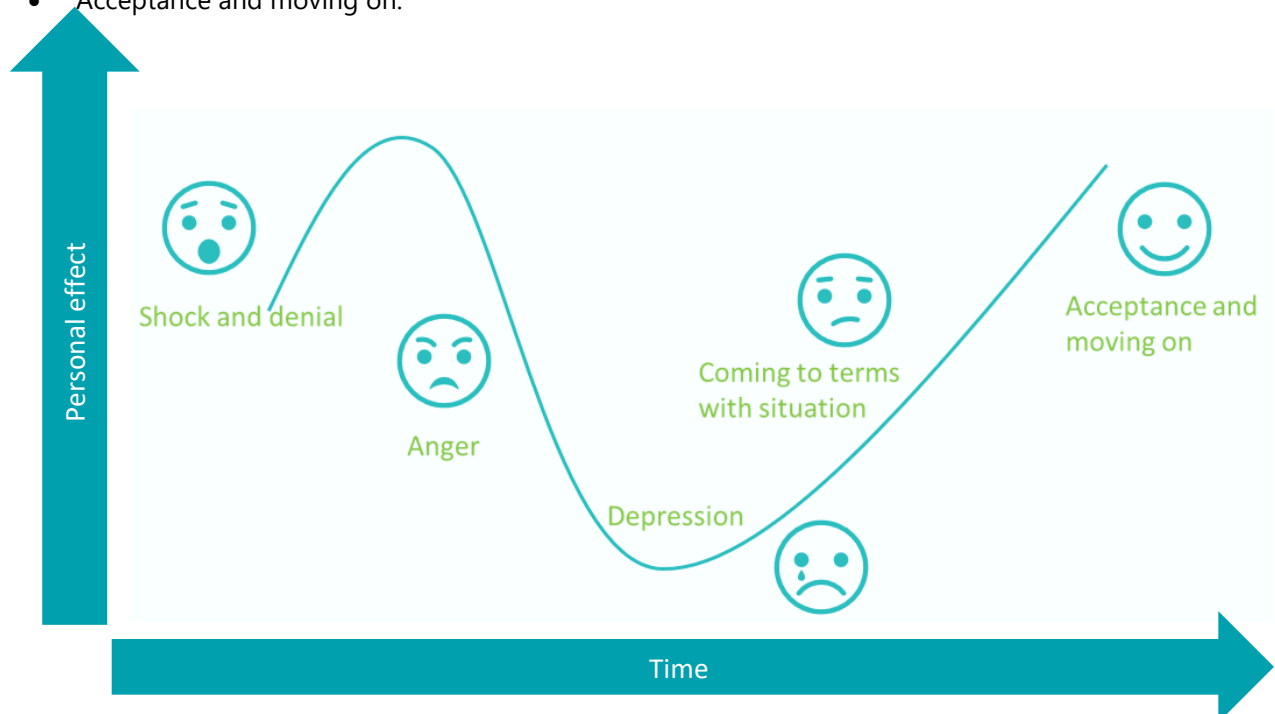 • Acceptance and moving on.
Personal effect
Shock and denial
Anger
Depression
Coming to terms
with situation
Acceptance and
moving on
Time